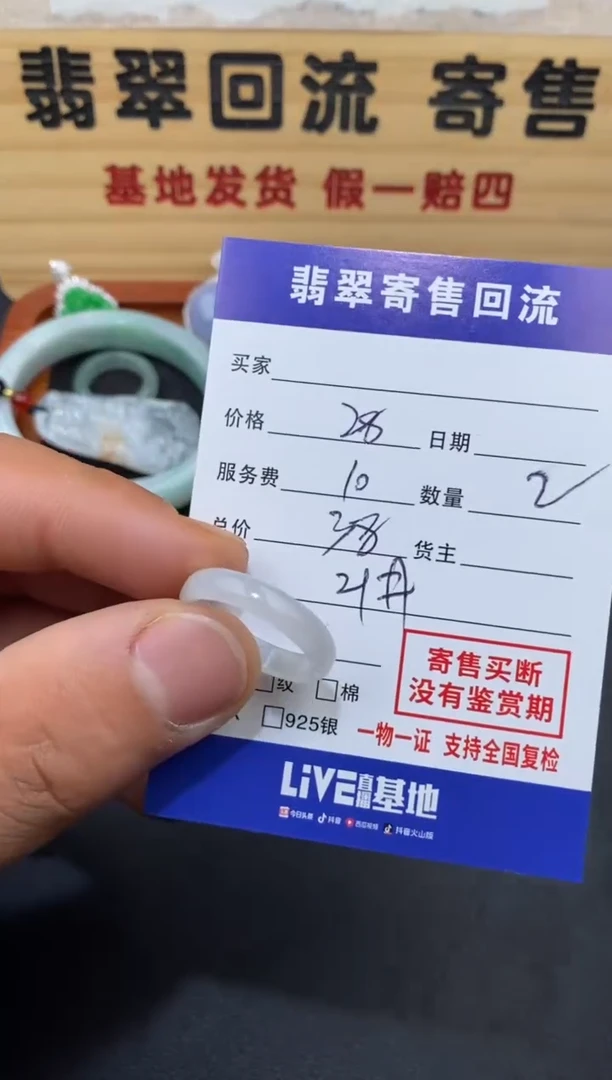 翡翠回流 寄售
基地发货 假一赔四
翡翠寄售回流
买家
价格 28 日期
服务费 10 数量 2
总价 38 货主
寄售买断
没有鉴赏期
纹 棉
925银
一物一证 支持全国复检
LiVE直播基地
今日头条 抖音 西瓜视频 抖音火山版